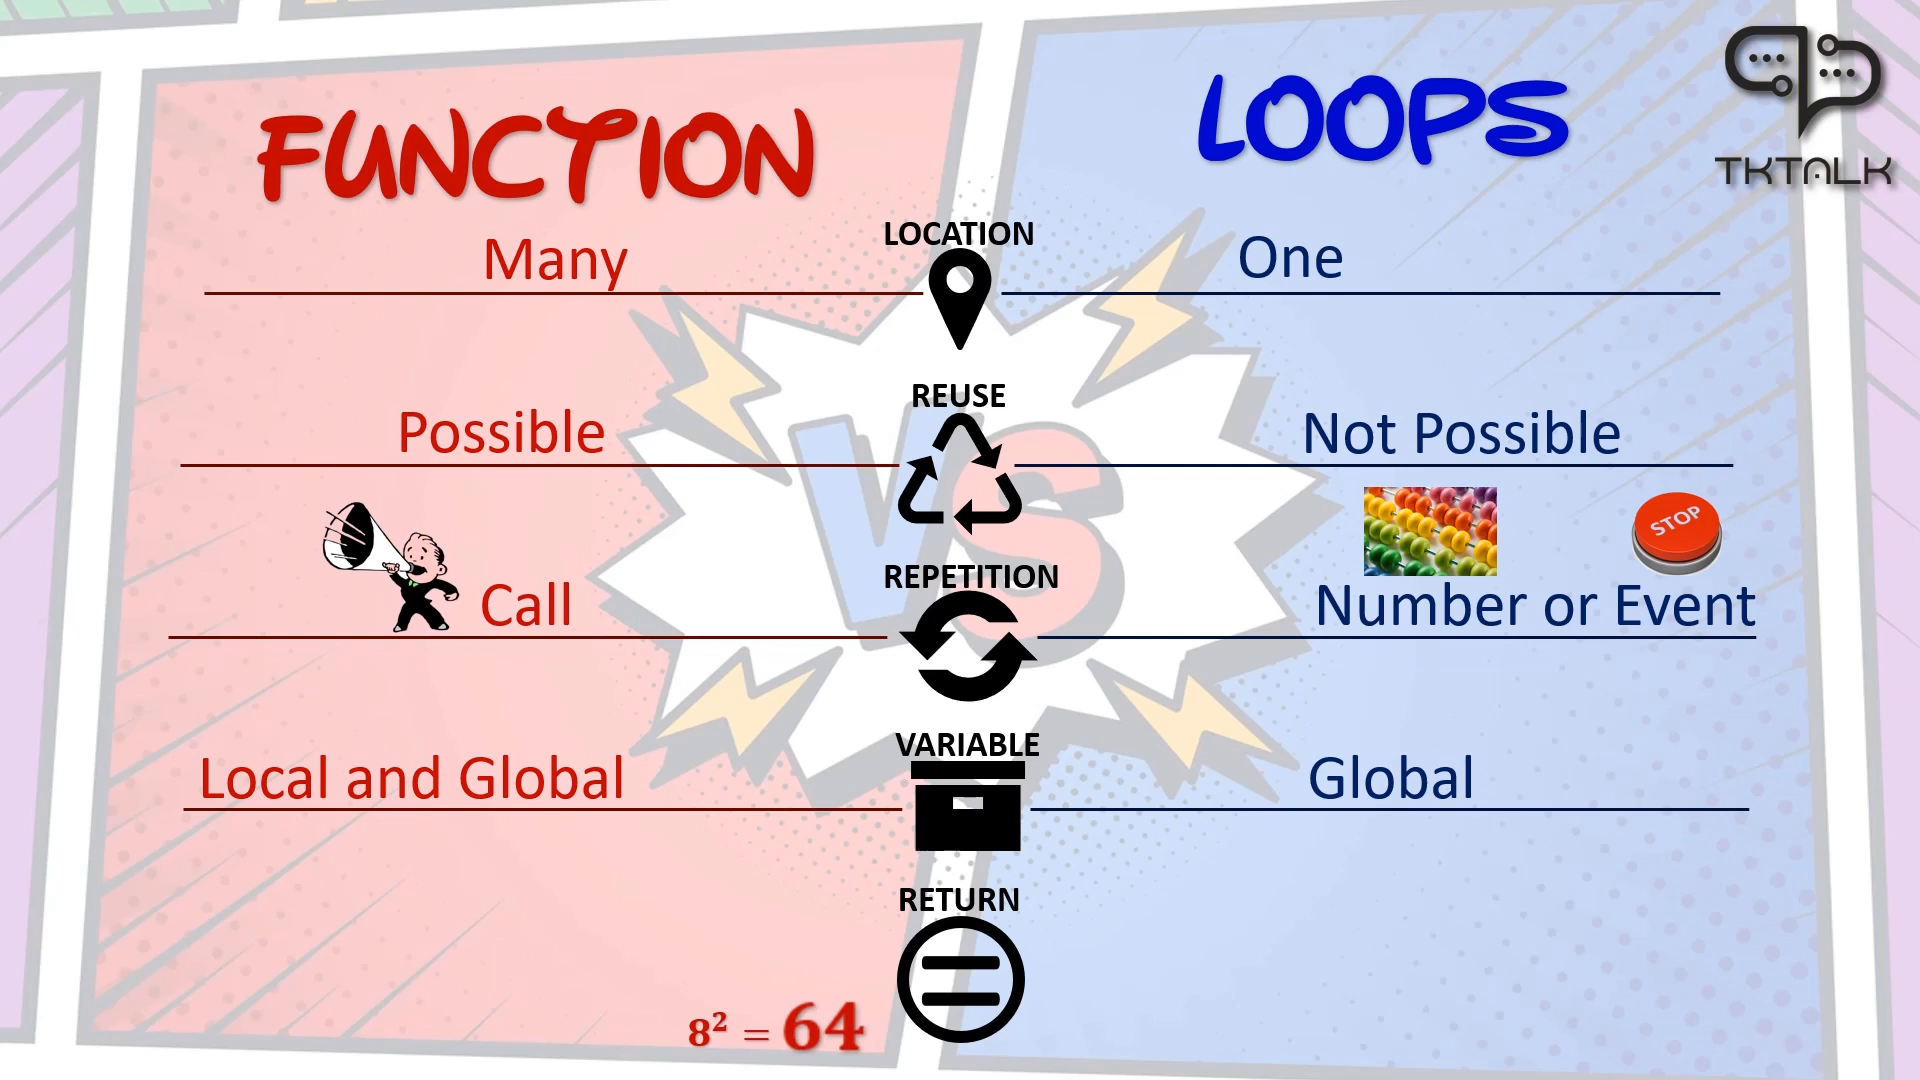 FUNCTION
LOOPS
TKTALK
LOCATION
Many
One
REUSE
Possible
Not Possible
STOP
REPETITION
Call
Number or Event
VARIABLE
Local and Global
Global
RETURN
8² = 64
VS